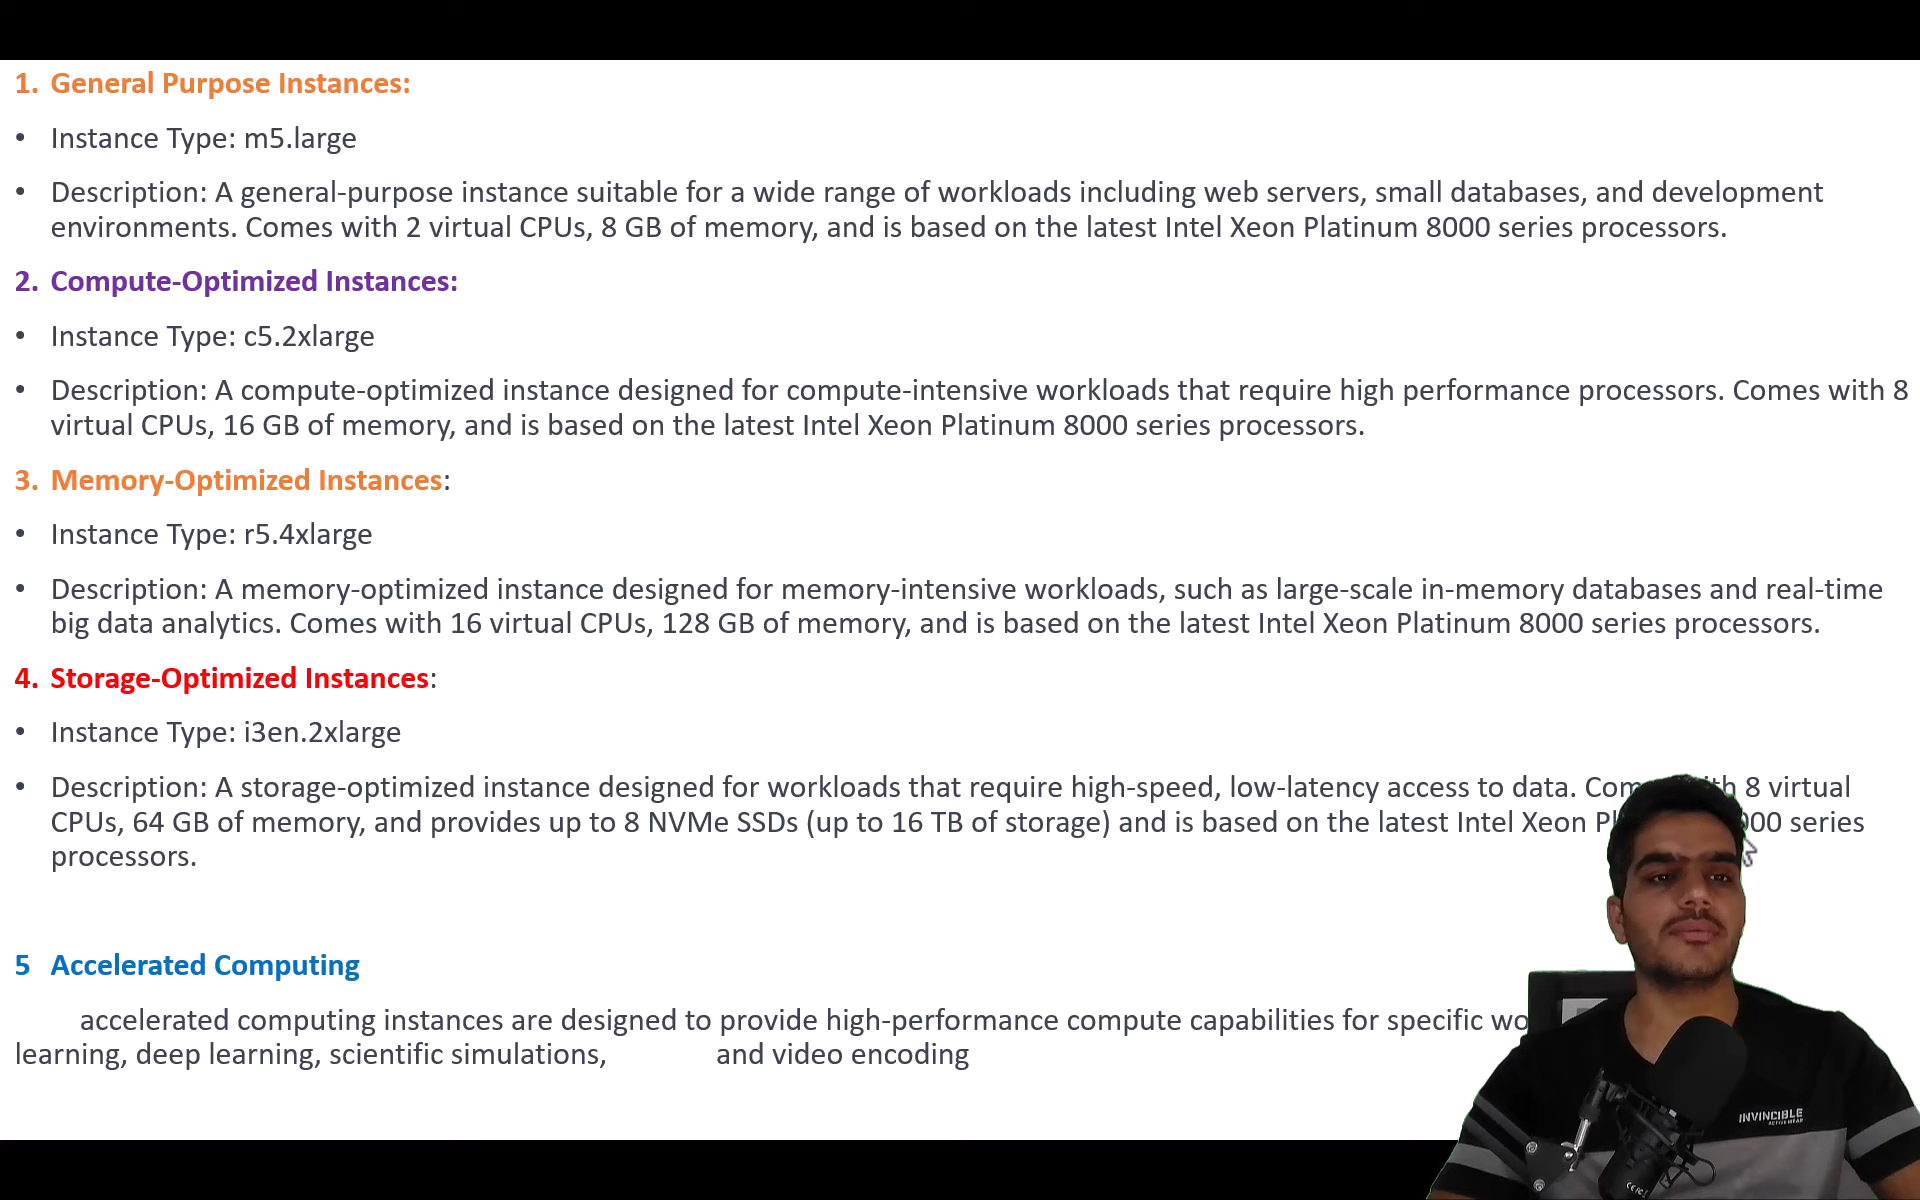 1. General Purpose Instances:
• Instance Type: m5.large
• Description: A general-purpose instance suitable for a wide range of workloads including web servers, small databases, and development
environments. Comes with 2 virtual CPUs, 8 GB of memory, and is based on the latest Intel Xeon Platinum 8000 series processors.
2. Compute-Optimized Instances:
• Instance Type: c5.2xlarge
• Description: A compute-optimized instance designed for compute-intensive workloads that require high performance processors. Comes with 8
virtual CPUs, 16 GB of memory, and is based on the latest Intel Xeon Platinum 8000 series processors.
3. Memory-Optimized Instances:
• Instance Type: r5.4xlarge
• Description: A memory-optimized instance designed for memory-intensive workloads, such as large-scale in-memory databases and real-time
big data analytics. Comes with 16 virtual CPUs, 128 GB of memory, and is based on the latest Intel Xeon Platinum 8000 series processors.
4. Storage-Optimized Instances:
• Instance Type: i3en.2xlarge
• Description: A storage-optimized instance designed for workloads that require high-speed, low-latency access to data. 8 virtual
CPUs, 64 GB of memory, and provides up to 8 NVMe SSDs (up to 16 TB of storage) and is based on the latest Intel Xeon series
processors.
5 Accelerated Computing
accelerated computing instances are designed to provide high-performance compute capabilities for specific
learning, deep learning, scientific simulations, and video encoding
INVINCIBLE